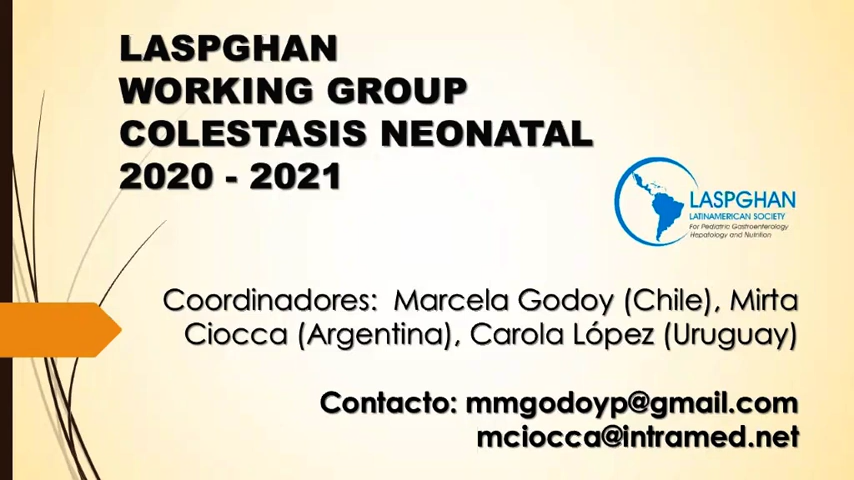 LASPGHAN
WORKING GROUP
COLESTASIS NEONATAL
2020 - 2021
LASPGHAN
LATINAMERICAN SOCIETY
For Pediatric Gastroenterology
Hepatology and Nutrition
Coordinadores:  Marcela Godoy (Chile), Mirta
Ciocca (Argentina), Carola López (Uruguay)
Contacto: mmgodoyp@gmail.com
mciocca@intramed.net